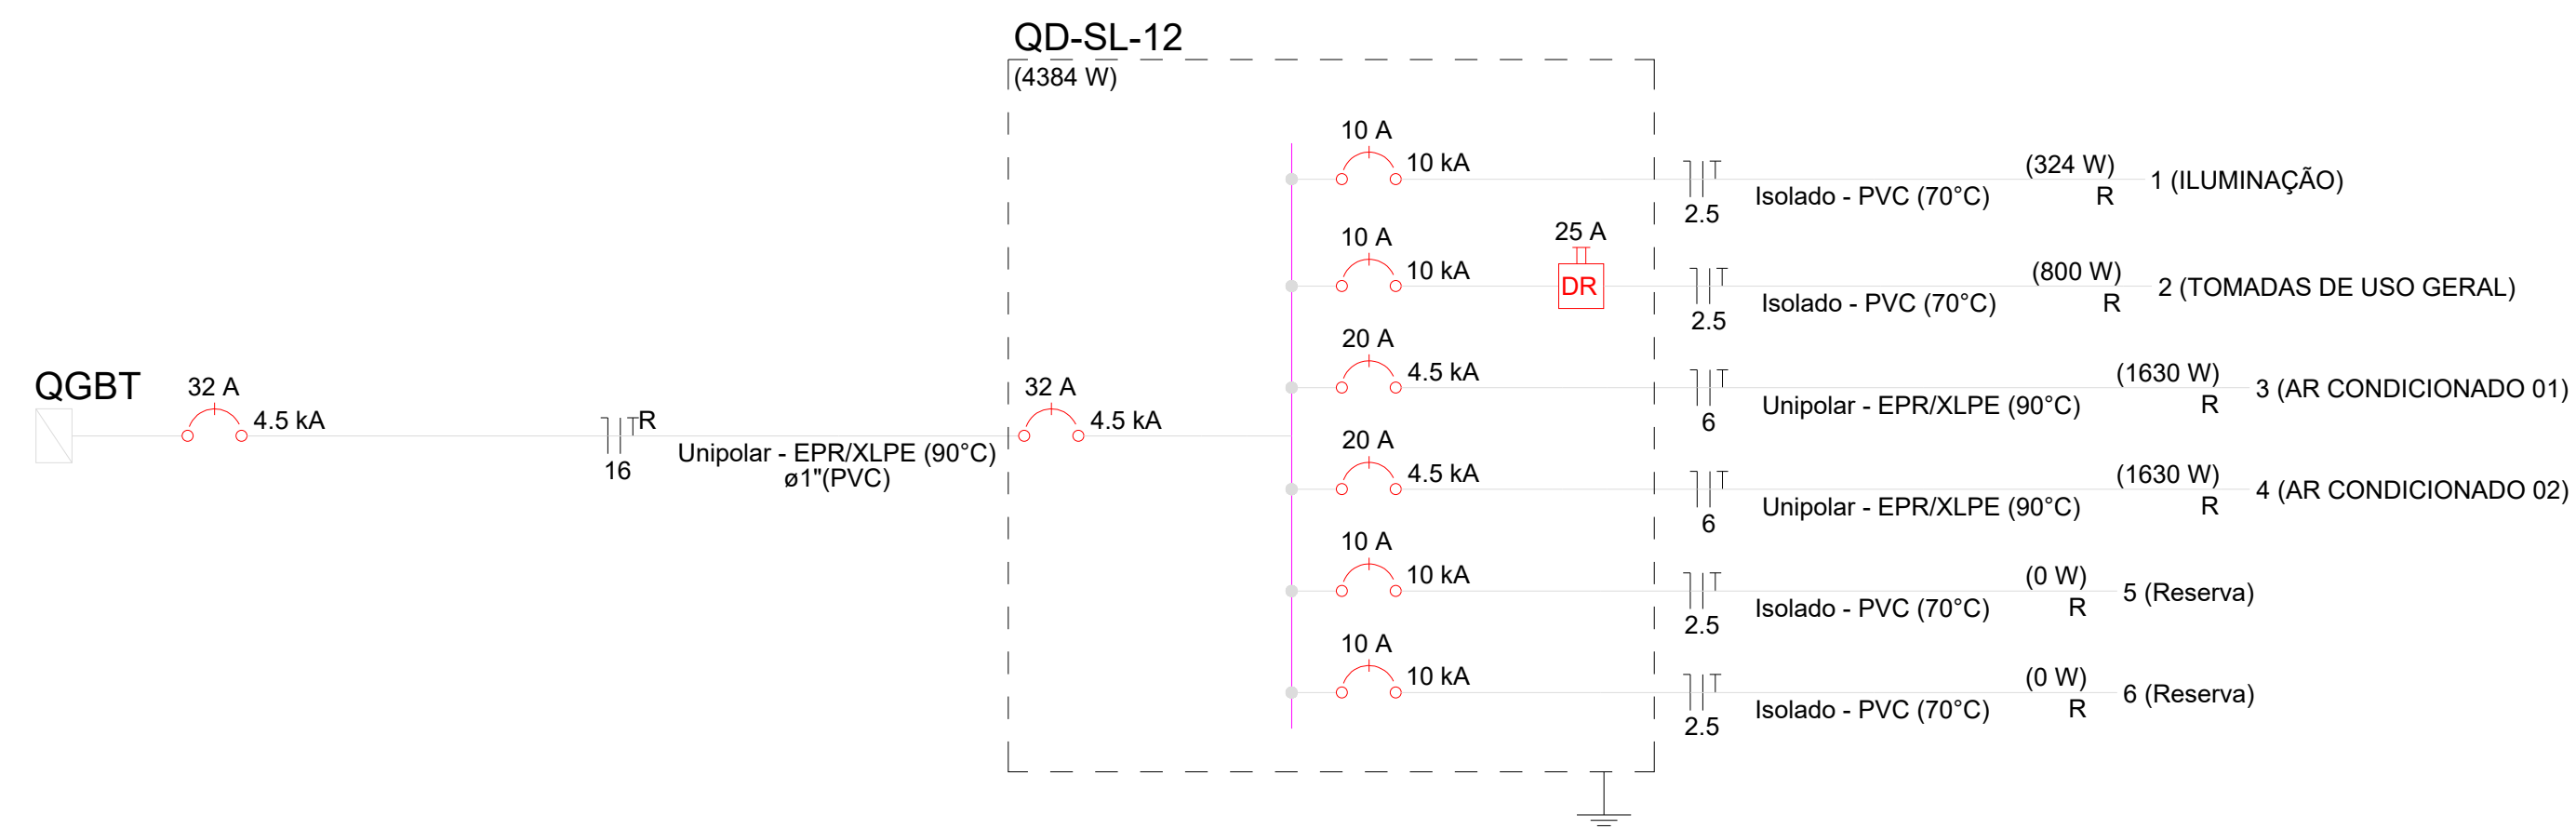 QD-SL-12
(4384 W)
QGBT
32 A
4.5 kA
R
16
Unipolar - EPR/XLPE (90°C)
ø1"(PVC)
32 A
4.5 kA
10 A
10 kA
2.5
Isolado - PVC (70°C)
(324 W)
R
1 (ILUMINAÇÃO)
10 A
10 kA
25 A
DR
2.5
Isolado - PVC (70°C)
(800 W)
R
2 (TOMADAS DE USO GERAL)
20 A
4.5 kA
6
Unipolar - EPR/XLPE (90°C)
(1630 W)
R
3 (AR CONDICIONADO 01)
20 A
4.5 kA
6
Unipolar - EPR/XLPE (90°C)
(1630 W)
R
4 (AR CONDICIONADO 02)
10 A
10 kA
2.5
Isolado - PVC (70°C)
(0 W)
R
5 (Reserva)
10 A
10 kA
2.5
Isolado - PVC (70°C)
(0 W)
R
6 (Reserva)